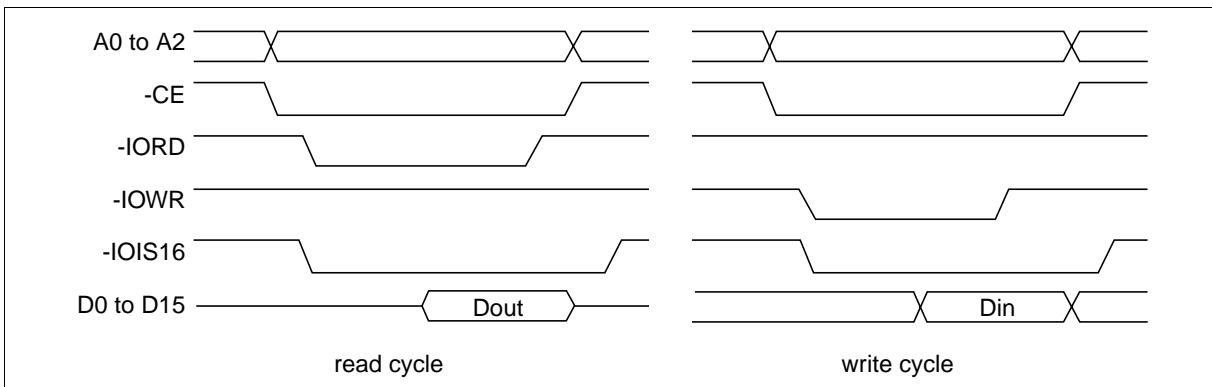 A0 to A2
-CE
-IORD
-IOWR
-IOIS16
D0 to D15
Dout
Din
read cycle
write cycle